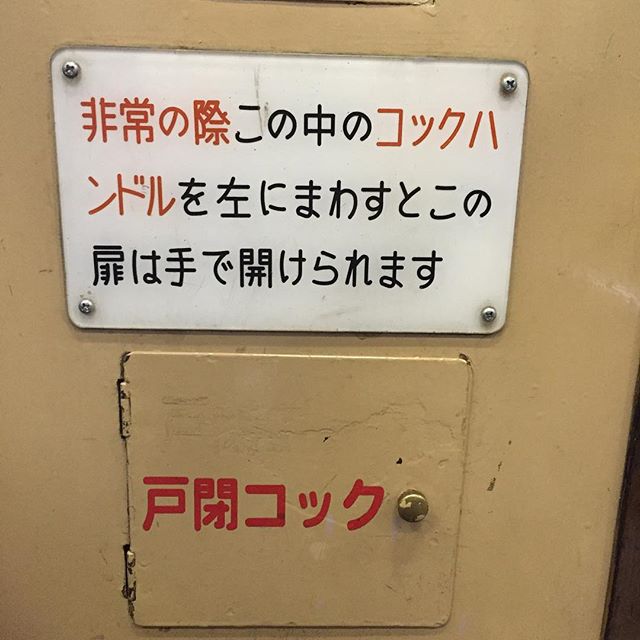 非常の際この中のコックハ
ンドルを左にまわすとこの
扉は手で開けられます
戸閉コック